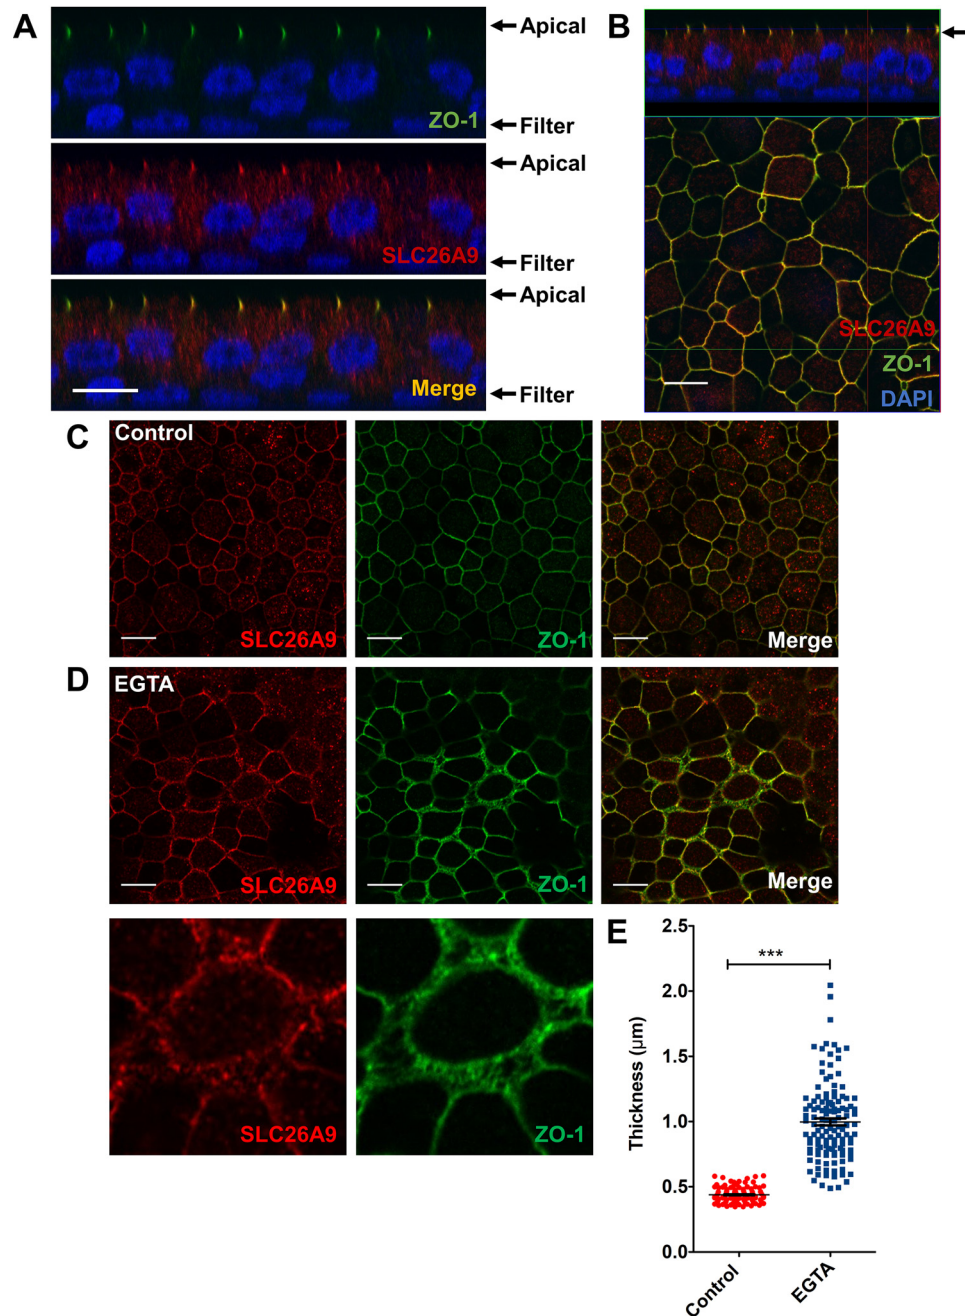 A
Apical
ZO-1
Filter
Apical
SLC26A9
Filter
Apical
Merge
Filter
B
SLC26A9
ZO-1
DAPI
C
Control
SLC26A9
ZO-1
Merge
D
EGTA
SLC26A9
ZO-1
Merge
SLC26A9
ZO-1
E
***
Thickness (μm)
2.5
2.0
1.5
1.0
0.5
0.0
Control
EGTA